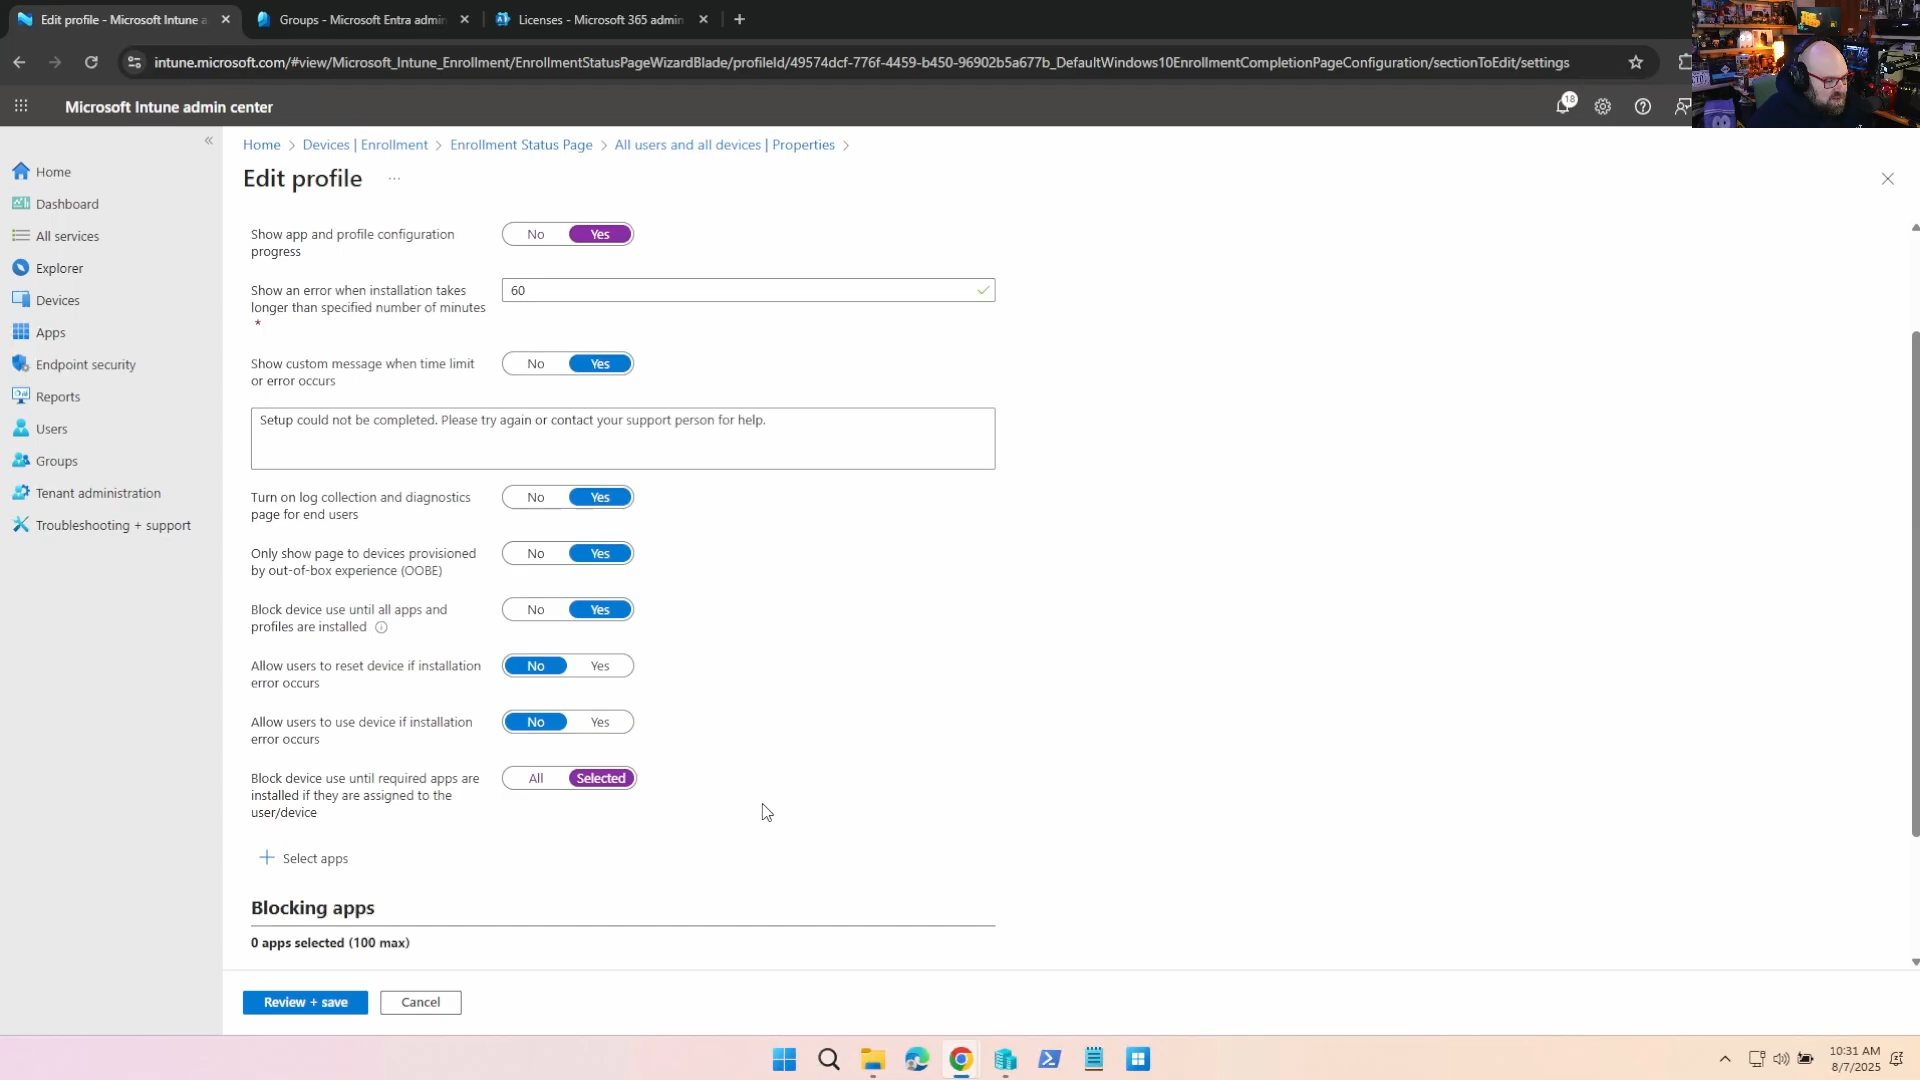 Edit profile - Microsoft Intune a
Groups - Microsoft Entra admin
Licenses - Microsoft 365 admin
intune.microsoft.com/#view/Microsoft_Intune_Enrollment/EnrollmentStatusPageWizardBlade/profileId/49574dcf-776f-4459-b450-96902b5a677b_DefaultWindows10EnrollmentCompletionPageConfiguration/sectionToEdit/settings
Microsoft Intune admin center
18
Home > Devices | Enrollment > Enrollment Status Page > All users and all devices | Properties >
Edit profile ...
Home
Dashboard
All services
Explorer
Devices
Apps
Endpoint security
Reports
Users
Groups
Tenant administration
Troubleshooting + support
Show app and profile configuration
progress
No Yes
Show an error when installation takes
longer than specified number of minutes
*
60
Show custom message when time limit
or error occurs
No Yes
Setup could not be completed. Please try again or contact your support person for help.
Turn on log collection and diagnostics
page for end users
No Yes
Only show page to devices provisioned
by out-of-box experience (OOBE)
No Yes
Block device use until all apps and
profiles are installed
No Yes
Allow users to reset device if installation
error occurs
No Yes
Allow users to use device if installation
error occurs
No Yes
Block device use until required apps are
installed if they are assigned to the
user/device
All Selected
+ Select apps
Blocking apps
0 apps selected (100 max)
Review + save
Cancel
10:31 AM
8/7/2025